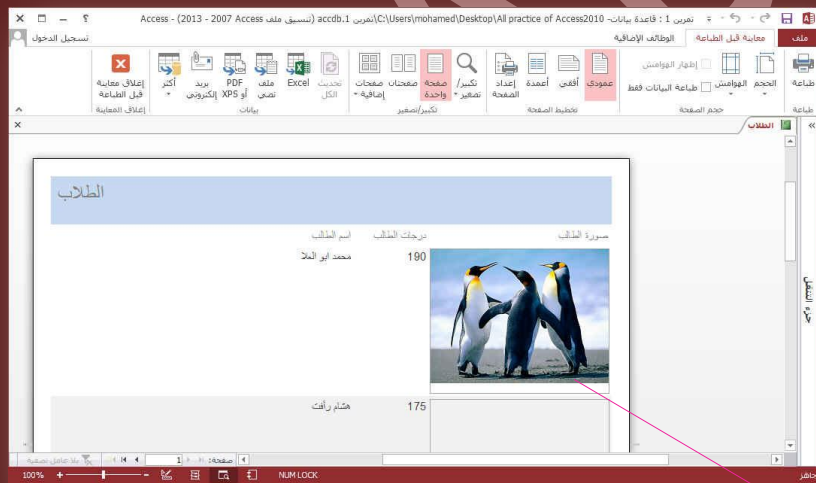 تمرين 1 : قاعدة بيانات- C:\Users\mohamed\Desktop\All practice of Access2010\تمرين 1.accdb (تنسيق ملف Access 2007 - 2013) - Access
ملف
معاينة قبل الطباعة
الوظائف الإضافية
تسجيل الدخول
طباعة
الحجم
الهوامش
إظهار الهوامش
طباعة البيانات فقط
عمودي
أفقي
أعمدة
إعداد الصفحة
تكبير/تصغير
صفحة واحدة
صفحتان
صفحات إضافية
تحديث الكل
Excel
ملف نصي
PDF أو XPS
بريد إلكتروني
أكثر
إغلاق معاينة قبل الطباعة
طباعة
حجم الصفحة
تخطيط الصفحة
تكبير/تصغير
بيانات
إغلاق المعاينة
الطلاب
جزء التنقل
الطلاب
صورة الطالب درجات الطالب اسم الطالب
190 محمد ابو العلا
175 هشام رأفت
صفحة: 1
بلا عامل تصفية
جاهز
NUM LOCK
100%